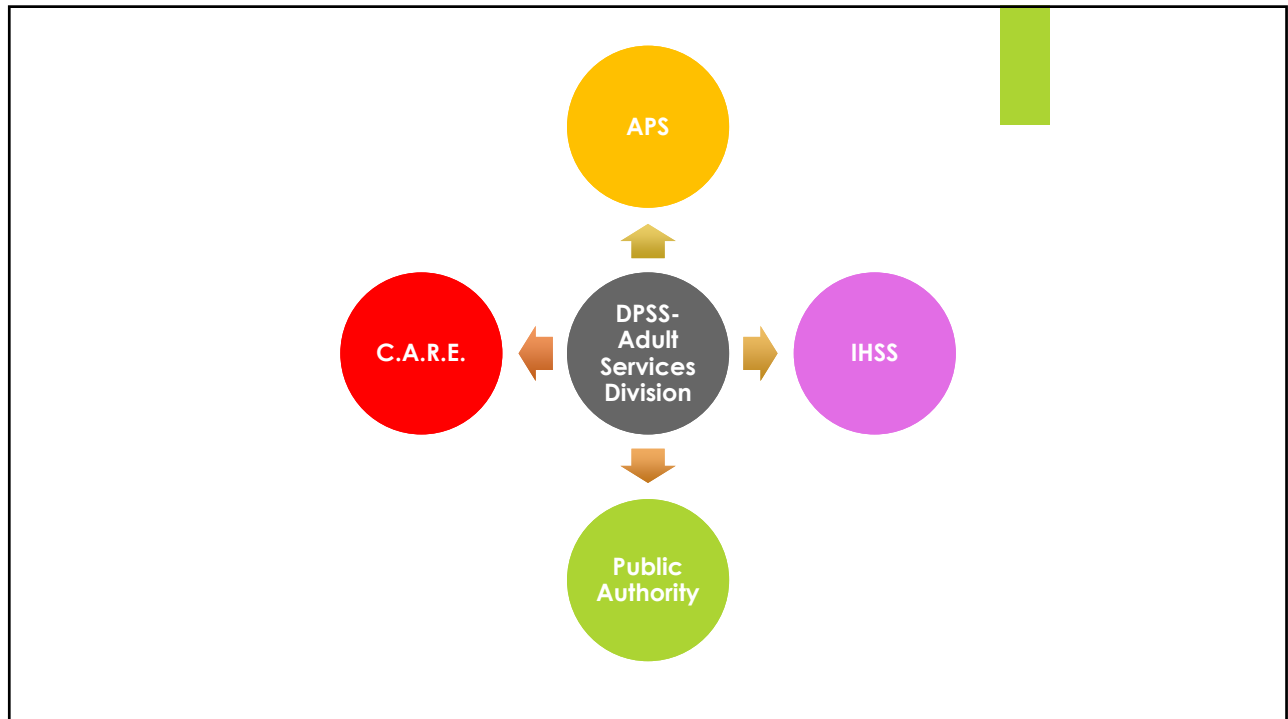 APS
C.A.R.E.
DPSS-
Adult
Services
Division
IHSS
Public
Authority